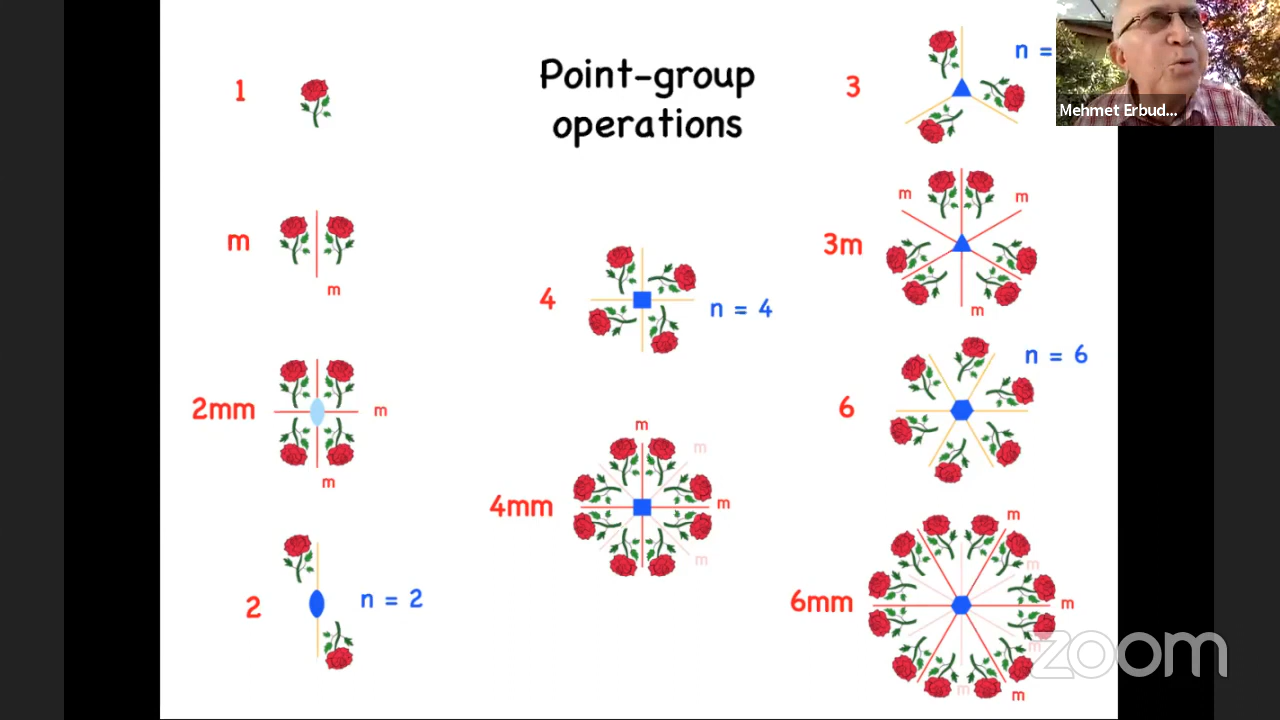 Point-group
operations
1
m
m
2mm
m
m
2
n = 2
4
n = 4
4mm
m
m
m
m
3
n =
3m
m
m
m
6
n = 6
6mm
m
m
m
m
m
m
Mehmet Erbud...
zoom